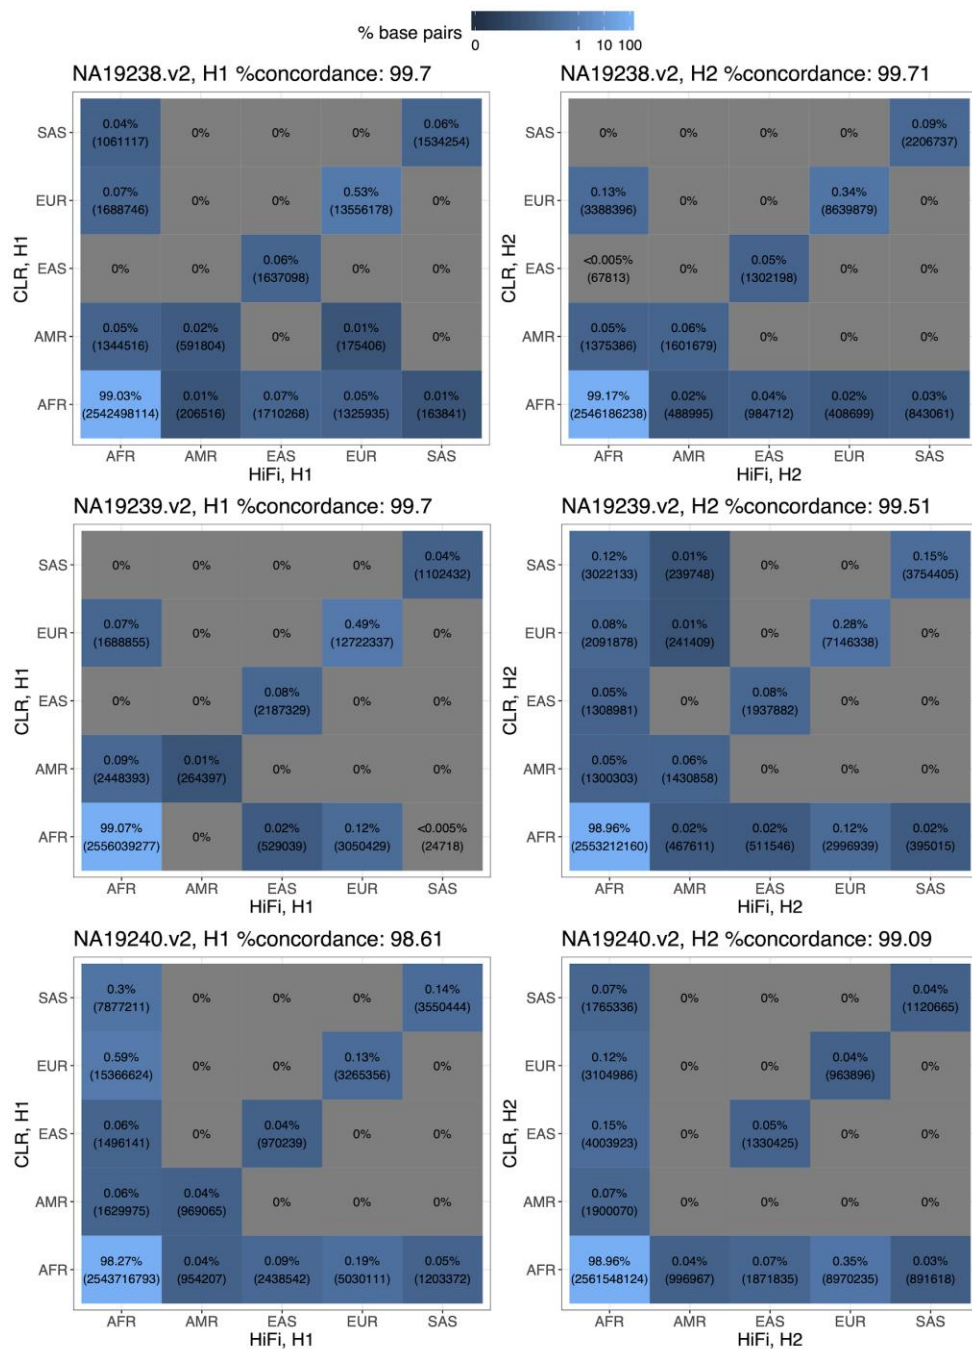 % base pairs
0 1 10 100
NA19238.v2, H1 %concordance: 99.7
CLR, H1
SAS 0.04% 0% 0% 0% 0.06%
(1061117) (1534254)
EUR 0.07% 0% 0% 0.53% 0%
(1688746) (13556178)
EAS 0% 0% 0.06% 0% 0%
(1637098)
AMR 0.05% 0.02% 0% 0.01% 0%
(1344516) (591804) (175406)
AFR 99.03% 0.01% 0.07% 0.05% 0.01%
(2542498114) (206516) (1710268) (1325935) (163841)
AFR AMR EAS EUR SAS
HiFi, H1
NA19238.v2, H2 %concordance: 99.71
CLR, H2
SAS 0% 0% 0% 0% 0.09%
(2206737)
EUR 0.13% 0% 0% 0.34% 0%
(3388396) (8639879)
EAS <0.005% 0% 0.05% 0% 0%
(67813) (1302198)
AMR 0.05% 0.06% 0% 0% 0%
(1375386) (1601679)
AFR 99.17% 0.02% 0.04% 0.02% 0.03%
(2546186238) (488995) (984712) (408699) (843061)
AFR AMR EAS EUR SAS
HiFi, H2
NA19239.v2, H1 %concordance: 99.7
CLR, H1
SAS 0% 0% 0% 0% 0.04%
(1102432)
EUR 0.07% 0% 0% 0.49% 0%
(1688855) (12722337)
EAS 0% 0% 0.08% 0% 0%
(2187329)
AMR 0.09% 0.01% 0% 0% 0%
(2448393) (264397)
AFR 99.07% 0% 0.02% 0.12% <0.005%
(2556039277) (529039) (3050429) (24718)
AFR AMR EAS EUR SAS
HiFi, H1
NA19239.v2, H2 %concordance: 99.51
CLR, H2
SAS 0.12% 0.01% 0% 0% 0.15%
(3022133) (239748) (3754405)
EUR 0.08% 0.01% 0% 0.28% 0%
(2091878) (241409) (7146338)
EAS 0.05% 0% 0.08% 0% 0%
(1308981) (1937882)
AMR 0.05% 0.06% 0% 0% 0%
(1300303) (1430858)
AFR 98.96% 0.02% 0.02% 0.12% 0.02%
(2553212160) (467611) (511546) (2996939) (395015)
AFR AMR EAS EUR SAS
HiFi, H2
NA19240.v2, H1 %concordance: 98.61
CLR, H1
SAS 0.3% 0% 0% 0% 0.14%
(7877211) (3550444)
EUR 0.59% 0% 0% 0.13% 0%
(15366624) (3265356)
EAS 0.06% 0% 0.04% 0% 0%
(1496141) (970239)
AMR 0.06% 0.04% 0% 0% 0%
(1629975) (969065)
AFR 98.27% 0.04% 0.09% 0.19% 0.05%
(2543716793) (954207) (2438542) (5030111) (1203372)
AFR AMR EAS EUR SAS
HiFi, H1
NA19240.v2, H2 %concordance: 99.09
CLR, H2
SAS 0.07% 0% 0% 0% 0.04%
(1765336) (1120665)
EUR 0.12% 0% 0% 0.04% 0%
(3104986) (963896)
EAS 0.15% 0% 0.05% 0% 0%
(4003923) (1330425)
AMR 0.07% 0% 0% 0% 0%
(1900070)
AFR 98.96% 0.04% 0.07% 0.35% 0.03%
(2561548124) (996967) (1871835) (8970235) (891618)
AFR AMR EAS EUR SAS
HiFi, H2